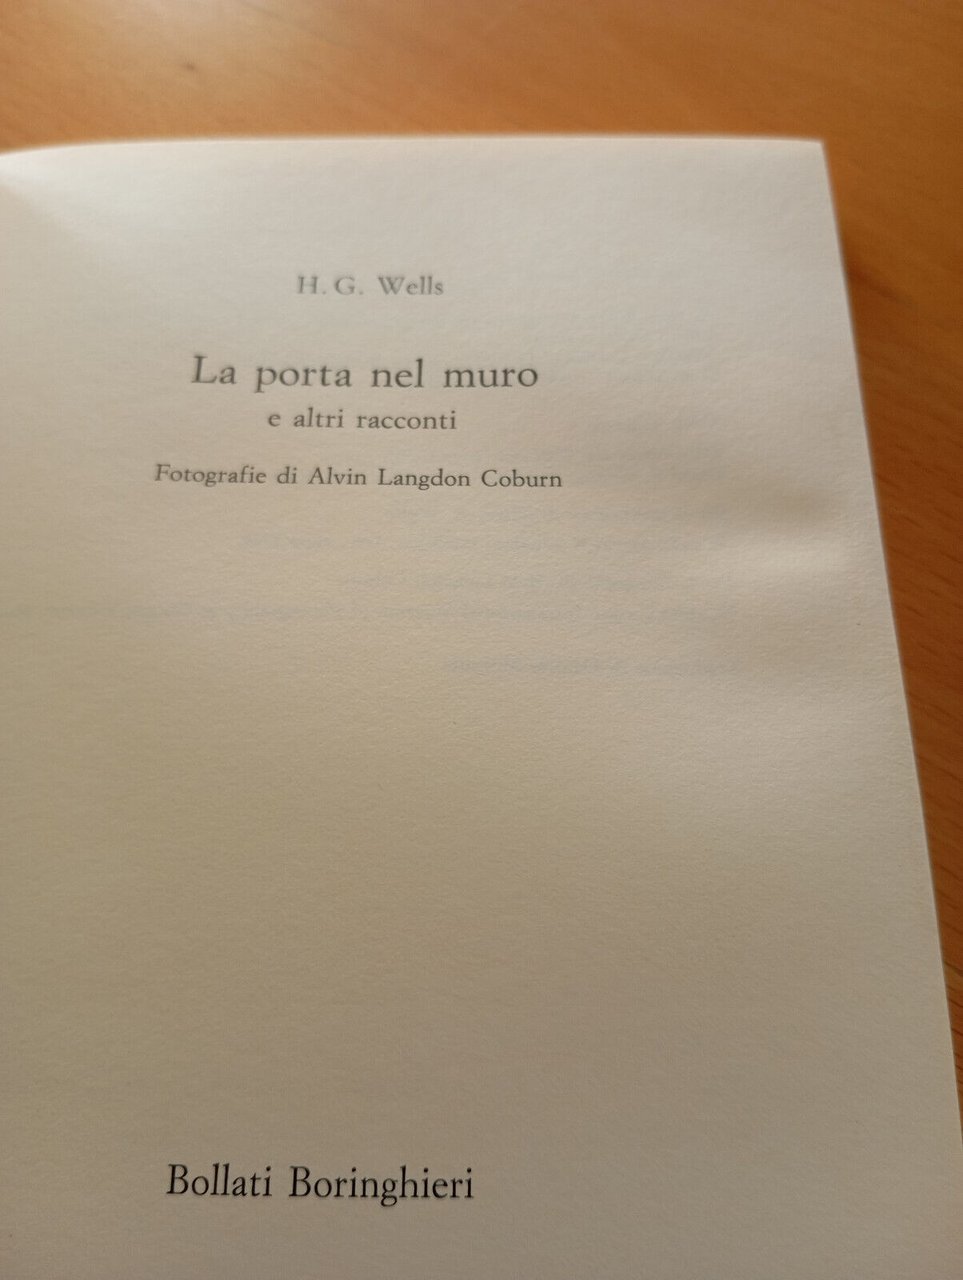 H. G. Wells
La porta nel muro
e altri racconti
Fotografie di Alvin Langdon Coburn
Bollati Boringhieri